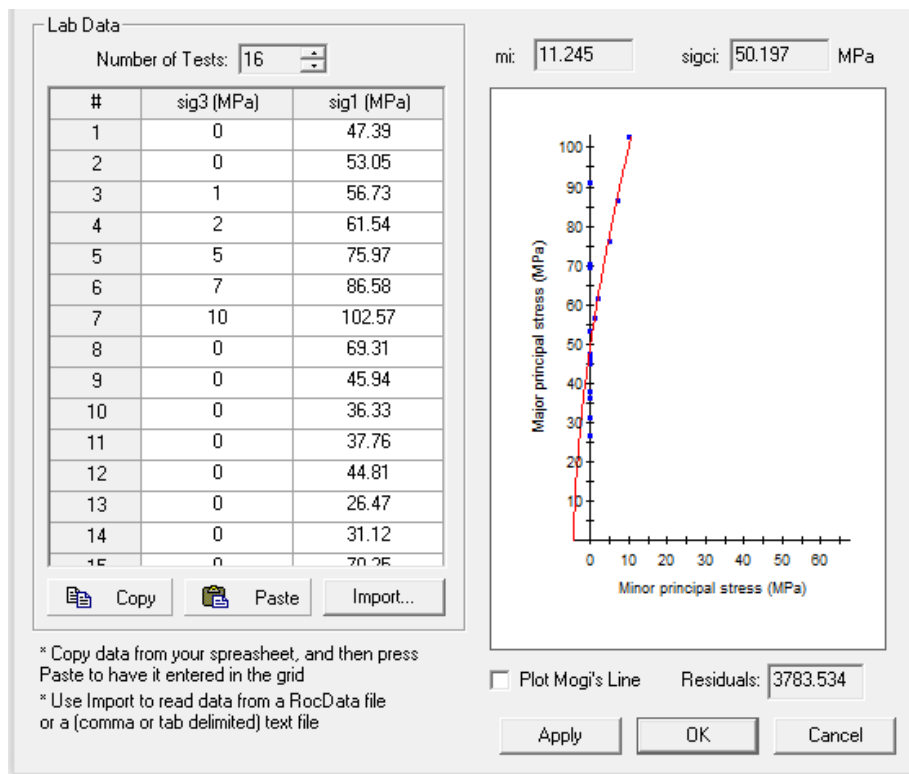 Lab Data
Number of Tests: 16
# sig3 (MPa) sig1 (MPa)
1 0 47.39
2 0 53.05
3 1 56.73
4 2 61.54
5 5 75.97
6 7 86.58
7 10 102.57
8 0 69.31
9 0 45.94
10 0 36.33
11 0 37.76
12 0 44.81
13 0 26.47
14 0 31.12
15 0 70.25
Copy Paste Import...
* Copy data from your spreasheet, and then press
Paste to have it entered in the grid
* Use Import to read data from a RocData file
or a (comma or tab delimited) text file
mi: 11.245 sigci: 50.197 MPa
Major principal stress (MPa)
100
90
80
70
60
50
40
30
20
10
0 10 20 30 40 50 60
Minor principal stress (MPa)
Plot Mogi's Line Residuals: 3783.534
Apply OK Cancel